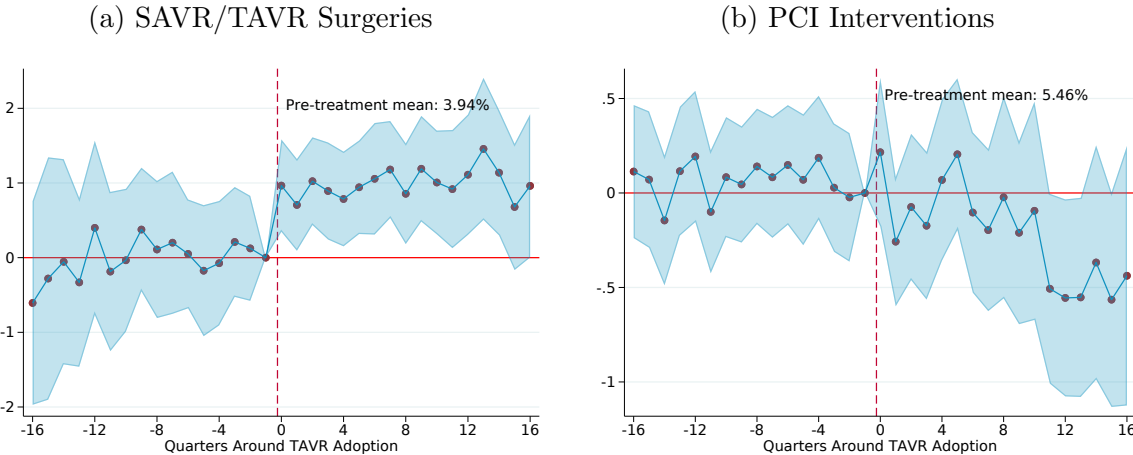 (a) SAVR/TAVR Surgeries
Pre-treatment mean: 3.94%
2
1
0
-1
-2
-16 -12 -8 -4 0 4 8 12 16
Quarters Around TAVR Adoption
(b) PCI Interventions
Pre-treatment mean: 5.46%
.5
0
-.5
-1
-16 -12 -8 -4 0 4 8 12 16
Quarters Around TAVR Adoption